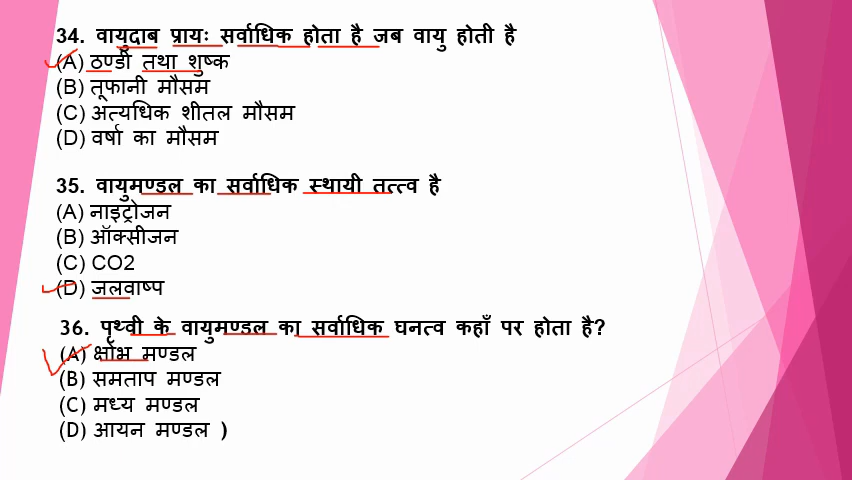 34. वायुदाब प्रायः सर्वाधिक होता है जब वायु होती है
(A) ठण्डी तथा शुष्क
(B) तूफानी मौसम
(C) अत्यधिक शीतल मौसम
(D) वर्षा का मौसम
35. वायुमण्डल का सर्वाधिक स्थायी तत्त्व है
(A) नाइट्रोजन
(B) ऑक्सीजन
(C) CO2
(D) जलवाष्प
36. पृथ्वी के वायुमण्डल का सर्वाधिक घनत्व कहाँ पर होता है?
(A) क्षोभ मण्डल
(B) समताप मण्डल
(C) मध्य मण्डल
(D) आयन मण्डल )